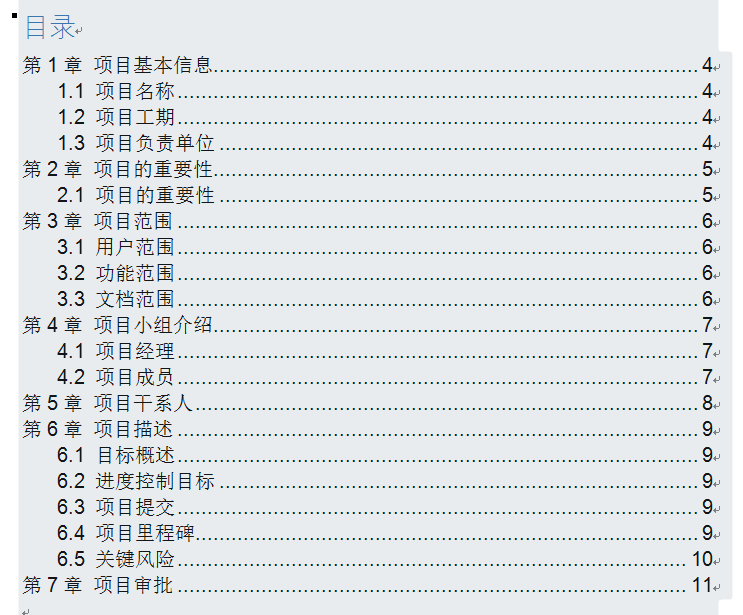 目录
第 1 章 项目基本信息................................................................................ 4
1.1 项目名称...................................................................................... 4
1.2 项目工期...................................................................................... 4
1.3 项目负责单位............................................................................... 4
第 2 章 项目的重要性................................................................................ 5
2.1 项目的重要性............................................................................... 5
第 3 章 项目范围...................................................................................... 6
3.1 用户范围...................................................................................... 6
3.2 功能范围...................................................................................... 6
3.3 文档范围...................................................................................... 6
第 4 章 项目小组介绍................................................................................ 7
4.1 项目经理...................................................................................... 7
4.2 项目成员...................................................................................... 7
第 5 章 项目干系人................................................................................... 8
第 6 章 项目描述...................................................................................... 9
6.1 目标概述...................................................................................... 9
6.2 进度控制目标............................................................................... 9
6.3 项目提交...................................................................................... 9
6.4 项目里程碑................................................................................... 9
6.5 关键风险..................................................................................... 10
第 7 章 项目审批..................................................................................... 11